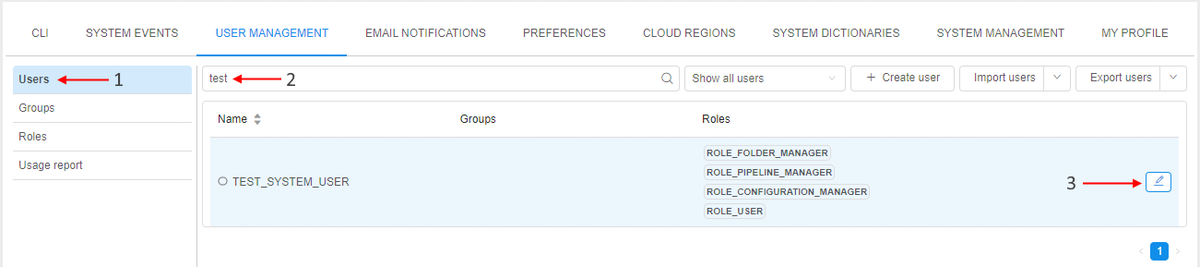 CLI SYSTEM EVENTS USER MANAGEMENT EMAIL NOTIFICATIONS PREFERENCES CLOUD REGIONS SYSTEM DICTIONARIES SYSTEM MANAGEMENT MY PROFILE
Users 1 test 2 Show all users + Create user Import users Export users
Groups
Roles
Usage report
Name Groups Roles
ROLE_FOLDER_MANAGER
ROLE_PIPELINE_MANAGER
TEST_SYSTEM_USER 3
ROLE_CONFIGURATION_MANAGER
ROLE_USER
< 1 >